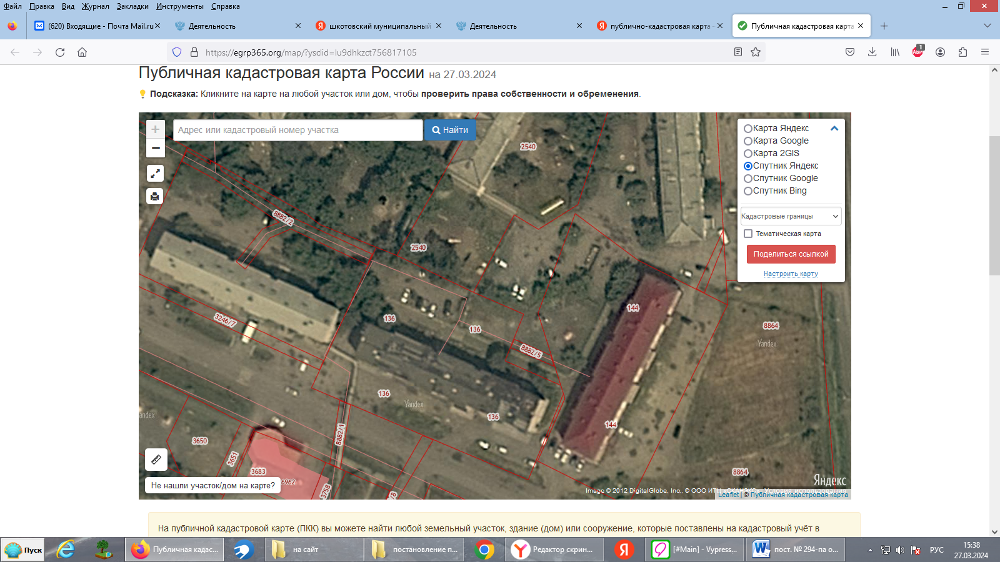 Файл Правка Вид Журнал Закладки Инструменты Справка
(620) Входящие - Почта Mail.ru
Деятельность
шкотовский муниципальный
Деятельность
публично-кадастровая карта
Публичная кадастровая карта
https://egrp365.org/map/?ysclid=lu9dhkzct756817105
ABP
1
Публичная кадастровая карта России на 27.03.2024
Подсказка: Кликните на карте на любой участок или дом, чтобы проверить права собственности и обременения.
+
−
Адрес или кадастровый номер участка
Найти
Карта Яндекс
Карта Google
Карта 2GIS
Спутник Яндекс
Спутник Google
Спутник Bing
Кадастровые границы
Тематическая карта
Поделиться ссылкой
Настроить карту
2540
8882/2
2540
144
3246/7
136
136
8864
Yandex
8882/5
136
Yandex
136
andex
144
8882/1
3650
3651
3683
6962
3758
/8
8864
Не нашли участок/дом на карте?
Яндекс
Image © 2012 DigitalGlobe, Inc., © ООО ИТЦ «СКАНЭКС», Условия использования
Leaflet | © Публичная кадастровая карта
На публичной кадастровой карте (ПКК) вы можете найти любой земельный участок, здание (дом) или сооружение, которые поставлены на кадастровый учёт в
Пуск
Публичная кадас...
на сайт
постановление п...
Редактор скрин...
[#Main] - Vypress...
пост. № 294-па о...
РУС
15:38
27.03.2024